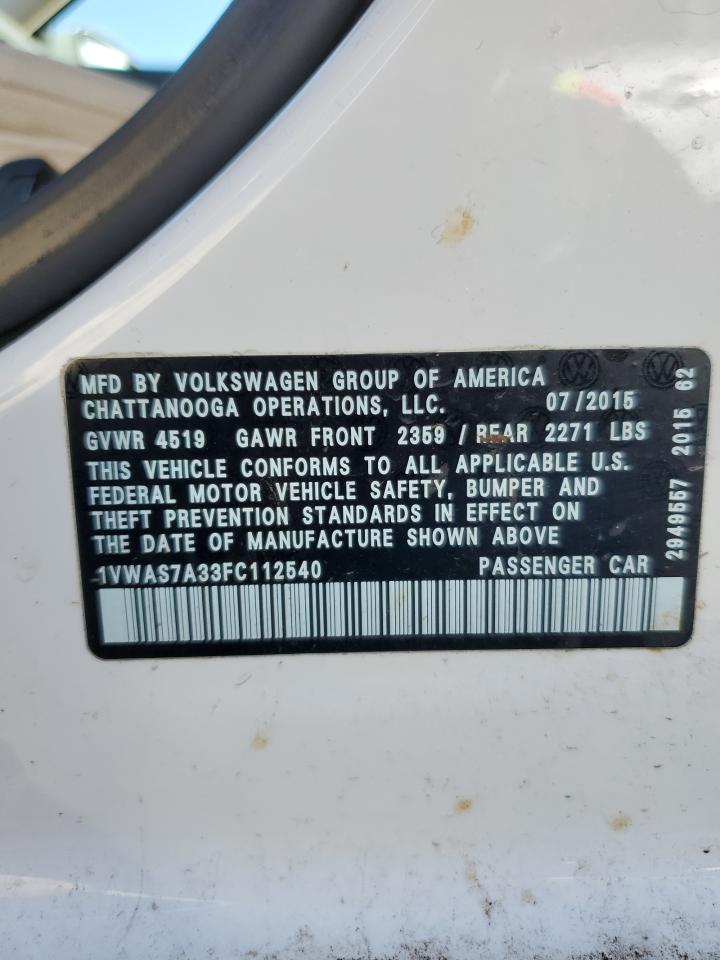 MFD BY VOLKSWAGEN GROUP OF AMERICA
CHATTANOOGA OPERATIONS, LLC. 07/2015
GVWR 4519 GAWR FRONT 2359 / REAR 2271 LBS
THIS VEHICLE CONFORMS TO ALL APPLICABLE U.S.
FEDERAL MOTOR VEHICLE SAFETY, BUMPER AND
THEFT PREVENTION STANDARDS IN EFFECT ON
THE DATE OF MANUFACTURE SHOWN ABOVE
1VWAS7A33FC112540 PASSENGER CAR
2949557 2015 62